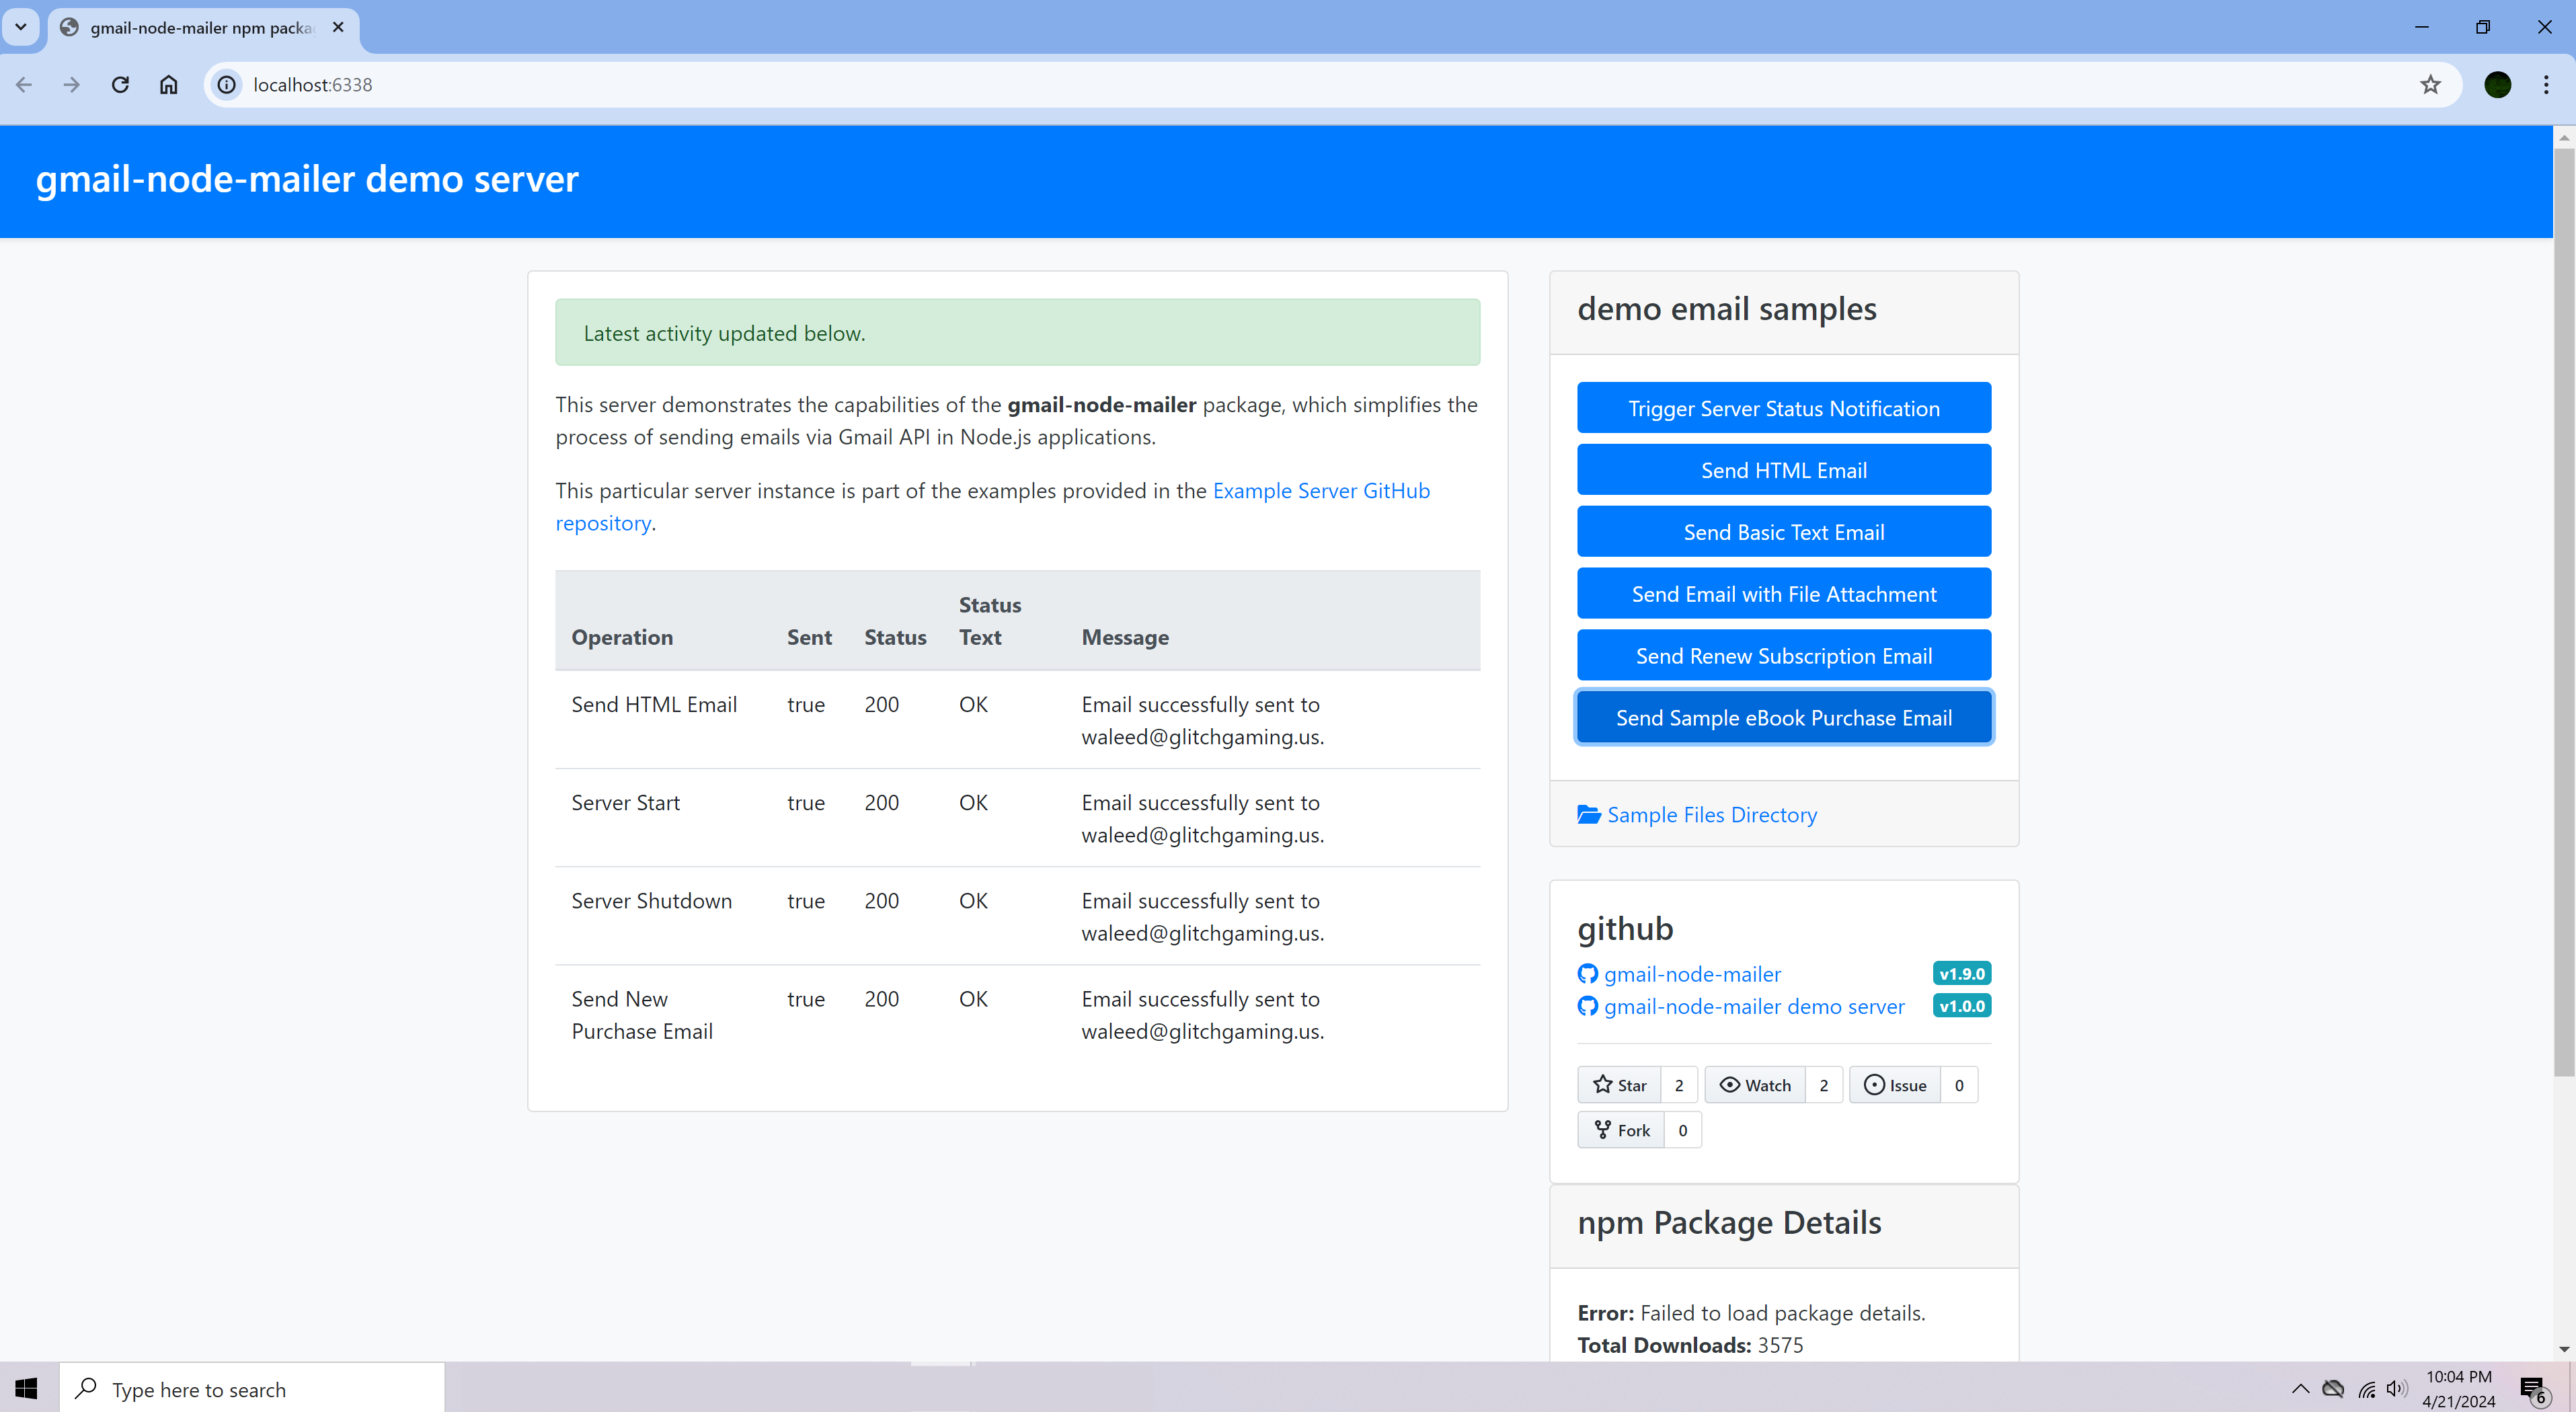 gmail-node-mailer npm packa
localhost:6338
gmail-node-mailer demo server
Latest activity updated below.
This server demonstrates the capabilities of the gmail-node-mailer package, which simplifies the
process of sending emails via Gmail API in Node.js applications.
This particular server instance is part of the examples provided in the Example Server GitHub
repository.
Operation Sent Status Status Text Message
Send HTML Email true 200 OK Email successfully sent to
waleed@glitchgaming.us.
Server Start true 200 OK Email successfully sent to
waleed@glitchgaming.us.
Server Shutdown true 200 OK Email successfully sent to
waleed@glitchgaming.us.
Send New true 200 OK Email successfully sent to
Purchase Email waleed@glitchgaming.us.
demo email samples
Trigger Server Status Notification
Send HTML Email
Send Basic Text Email
Send Email with File Attachment
Send Renew Subscription Email
Send Sample eBook Purchase Email
Sample Files Directory
github
gmail-node-mailer v1.9.0
gmail-node-mailer demo server v1.0.0
Star 2 Watch 2 Issue 0
Fork 0
npm Package Details
Error: Failed to load package details.
Total Downloads: 3575
Type here to search
10:04 PM
4/21/2024
6